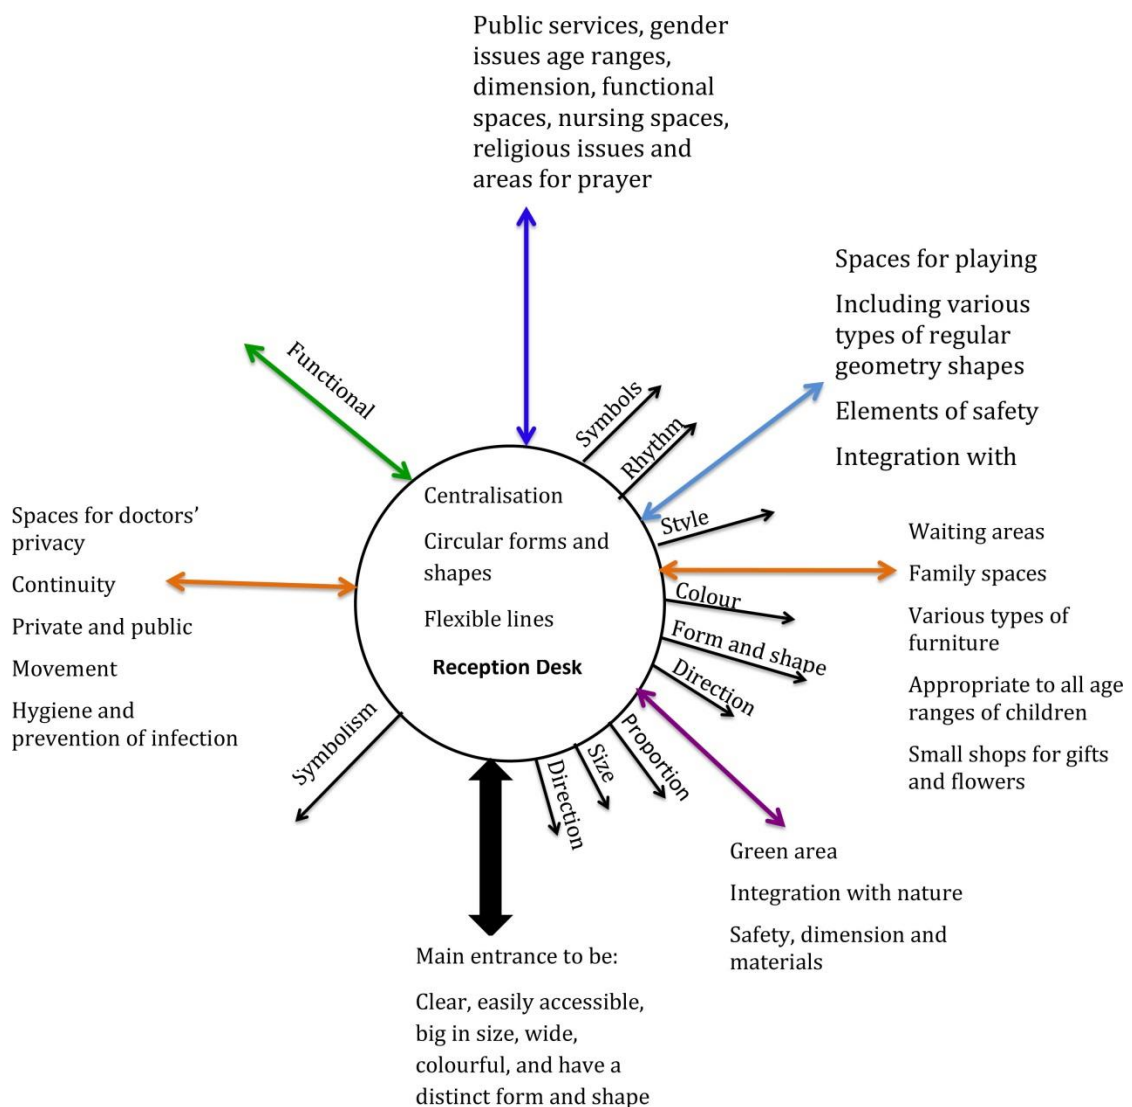 Public services, gender
issues age ranges,
dimension, functional
spaces, nursing spaces,
religious issues and
areas for prayer
Spaces for playing
Including various
types of regular
geometry shapes
Elements of safety
Integration with
Functional
Symbols
Rhythm
Style
Colour
Form and shape
Direction
Proportion
Size
Direction
Symbolism
Centralisation
Circular forms and
shapes
Flexible lines
Reception Desk
Spaces for doctors’
privacy
Continuity
Private and public
Movement
Hygiene and
prevention of infection
Waiting areas
Family spaces
Various types of
furniture
Appropriate to all age
ranges of children
Small shops for gifts
and flowers
Green area
Integration with nature
Safety, dimension and
materials
Main entrance to be:
Clear, easily accessible,
big in size, wide,
colourful, and have a
distinct form and shape